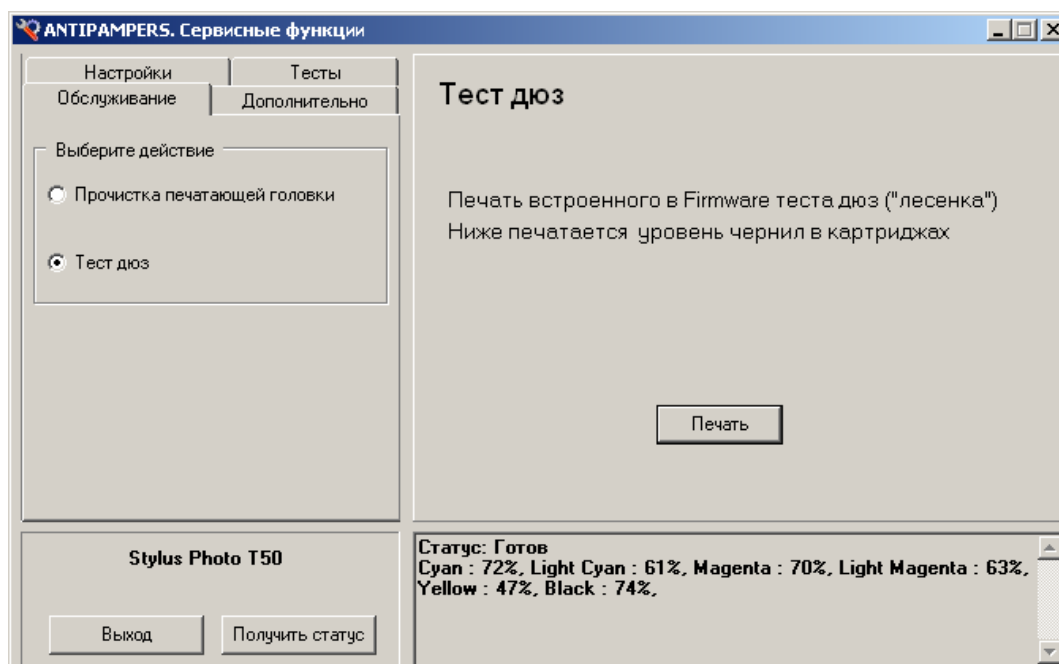 ANTIPAMPERS. Сервисные функции
Настройки
Тесты
Обслуживание
Дополнительно
Выберите действие
Прочистка печатающей головки
Тест дюз
Тест дюз
Печать встроенного в Firmware теста дюз ("лесенка")
Ниже печатается уровень чернил в картриджах
Печать
Stylus Photo T50
Выход
Получить статус
Статус: Готов
Cyan : 72%, Light Cyan : 61%, Magenta : 70%, Light Magenta : 63%,
Yellow : 47%, Black : 74%,